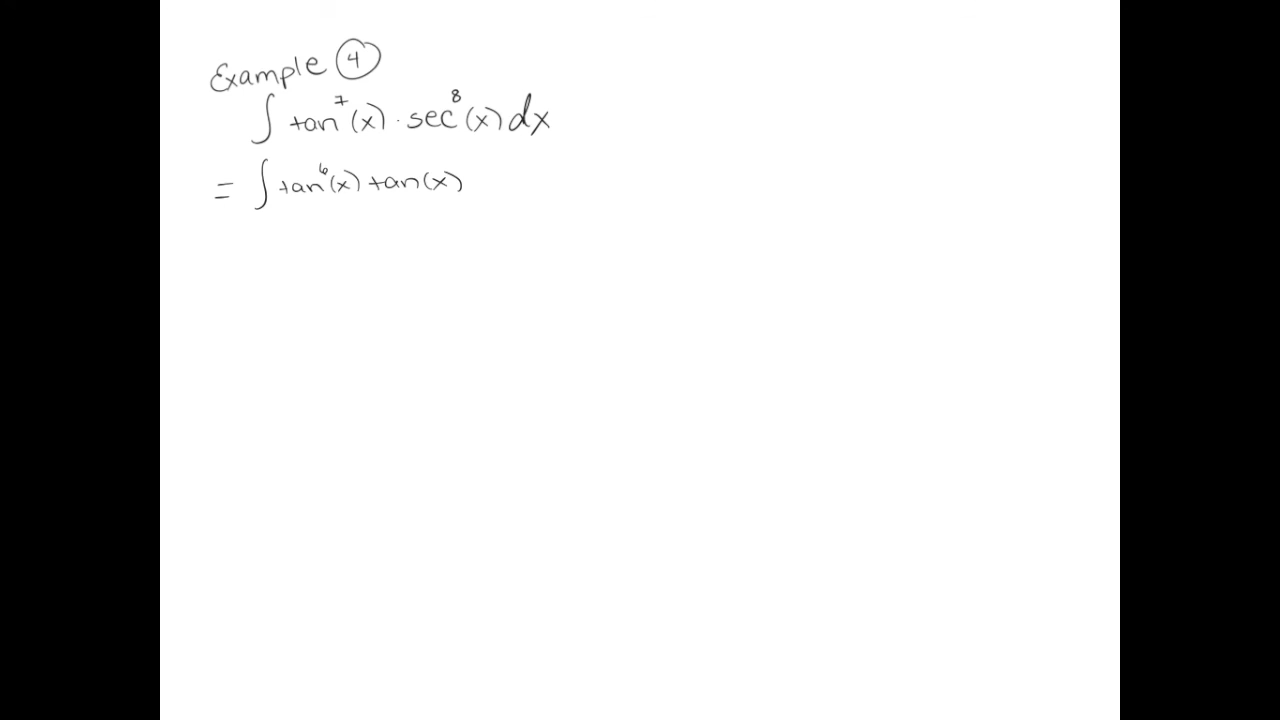 Example ④
∫ tan⁷(x) · sec⁸(x) dx
= ∫ tan⁶(x) tan(x)